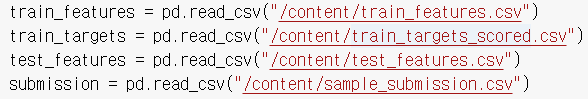 train_features = pd.read_csv("/content/train_features.csv")
train_targets = pd.read_csv("/content/train_targets_scored.csv")
test_features = pd.read_csv("/content/test_features.csv")
submission = pd.read_csv("/content/sample_submission.csv")